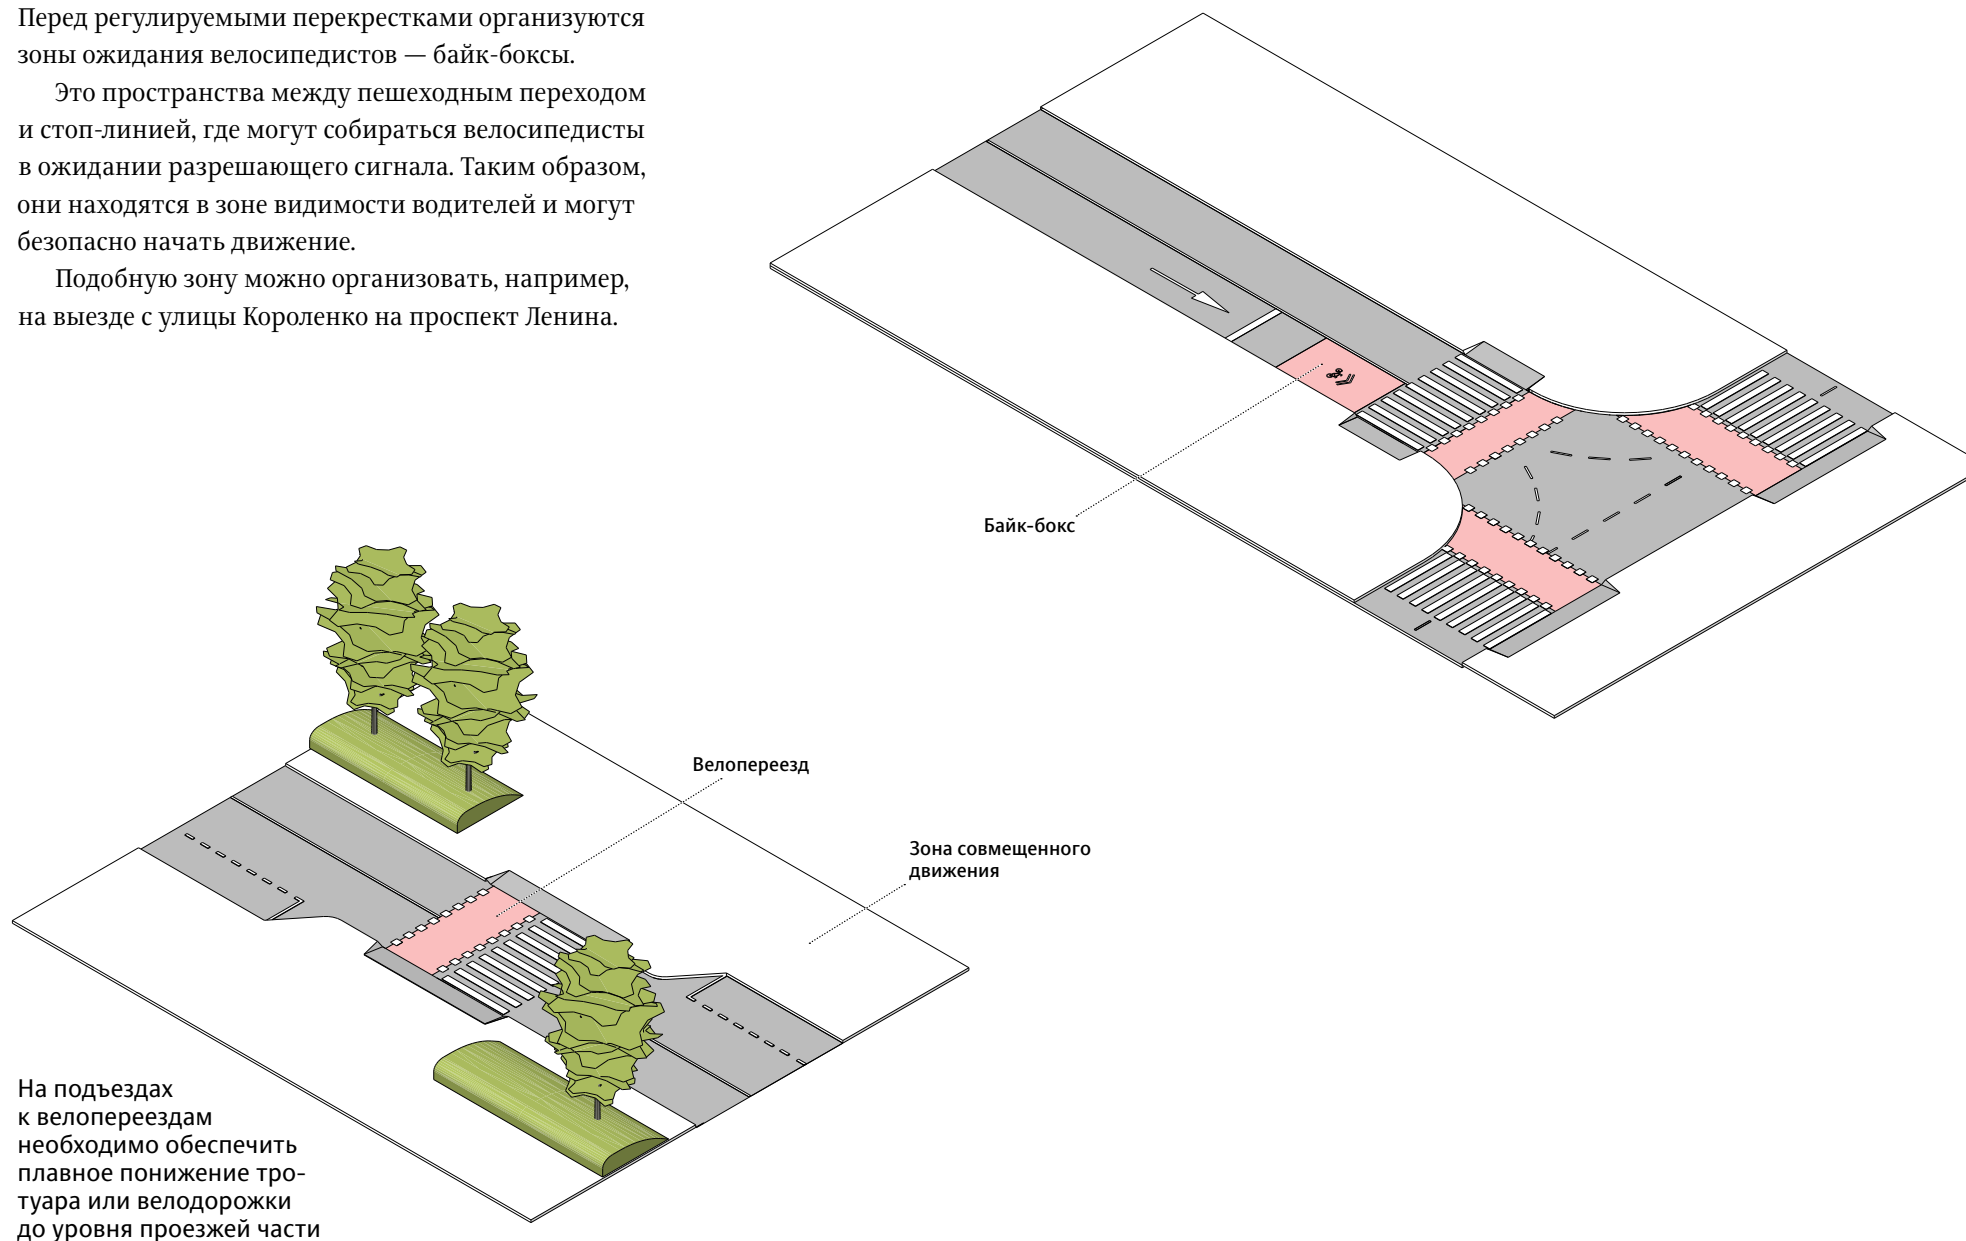 Перед регулируемыми перекрестками организуются
зоны ожидания велосипедистов — байк-боксы.
Это пространства между пешеходным переходом
и стоп-линией, где могут собираться велосипедисты
в ожидании разрешающего сигнала. Таким образом,
они находятся в зоне видимости водителей и могут
безопасно начать движение.
Подобную зону можно организовать, например,
на выезде с улицы Короленко на проспект Ленина.
Байк-бокс
Велопереезд
Зона совмещенного
движения
На подъездах
к велопереездам
необходимо обеспечить
плавное понижение тро-
туара или велодорожки
до уровня проезжей части